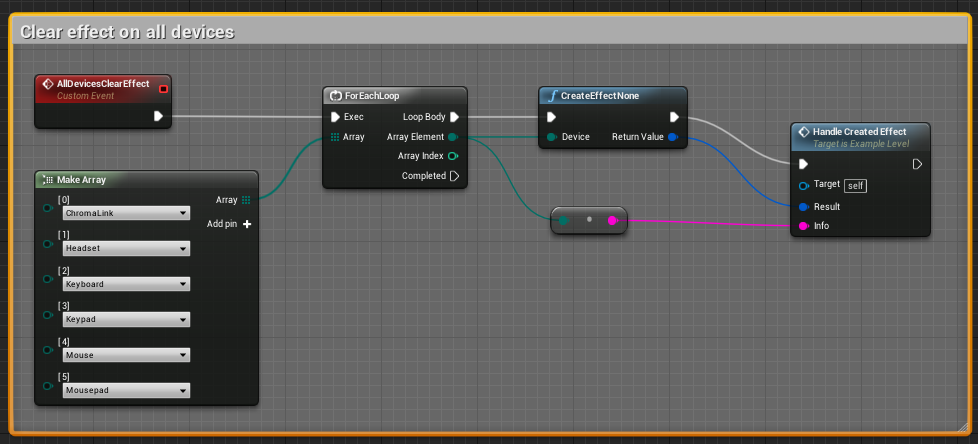 Clear effect on all devices
AllDevicesClearEffect
Custom Event
ForEachLoop
Exec
Loop Body
Array
Array Element
Array Index
Completed
CreateEffectNone
Device
Return Value
Handle Created Effect
Target is Example Level
Target
self
Result
Info
Make Array
[0]
ChromaLink
Array
Add pin
[1]
Headset
[2]
Keyboard
[3]
Keypad
[4]
Mouse
[5]
Mousepad